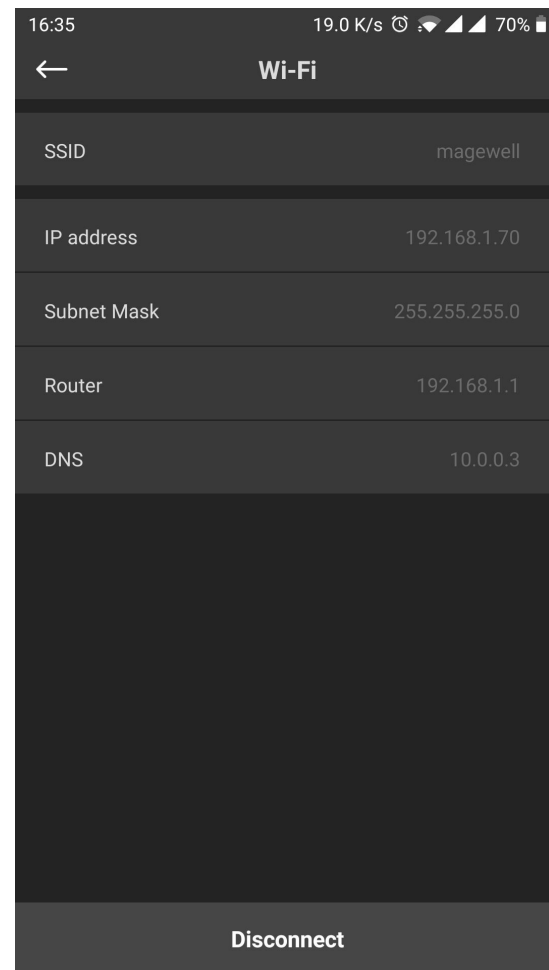 16:35 19.0 K/s 70%
Wi-Fi
SSID magewell
IP address 192.168.1.70
Subnet Mask 255.255.255.0
Router 192.168.1.1
DNS 10.0.0.3
Disconnect